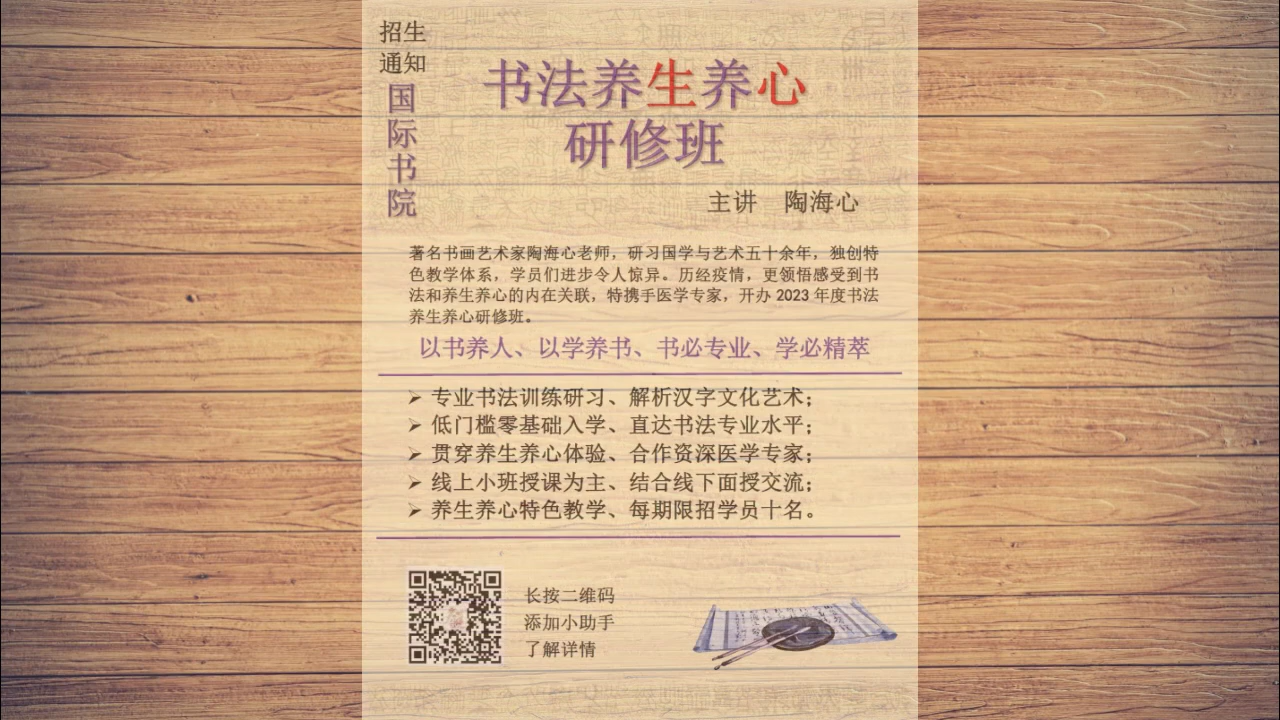 招生
通知
国际书院
书法养生养心
研修班
主讲 陶海心
著名书画艺术家陶海心老师，研习国学与艺术五十余年，独创特
色教学体系，学员们进步令人惊异。历经疫情，更领悟感受到书
法和养生养心的内在关联，特携手医学专家，开办 2023 年度书法
养生养心研修班。
以书养人、以学养书、书必专业、学必精萃
➢ 专业书法训练研习、解析汉字文化艺术；
➢ 低门槛零基础入学、直达书法专业水平；
➢ 贯穿养生养心体验、合作资深医学专家；
➢ 线上小班授课为主、结合线下面授交流；
➢ 养生养心特色教学、每期限招学员十名。
长按二维码
添加小助手
了解详情